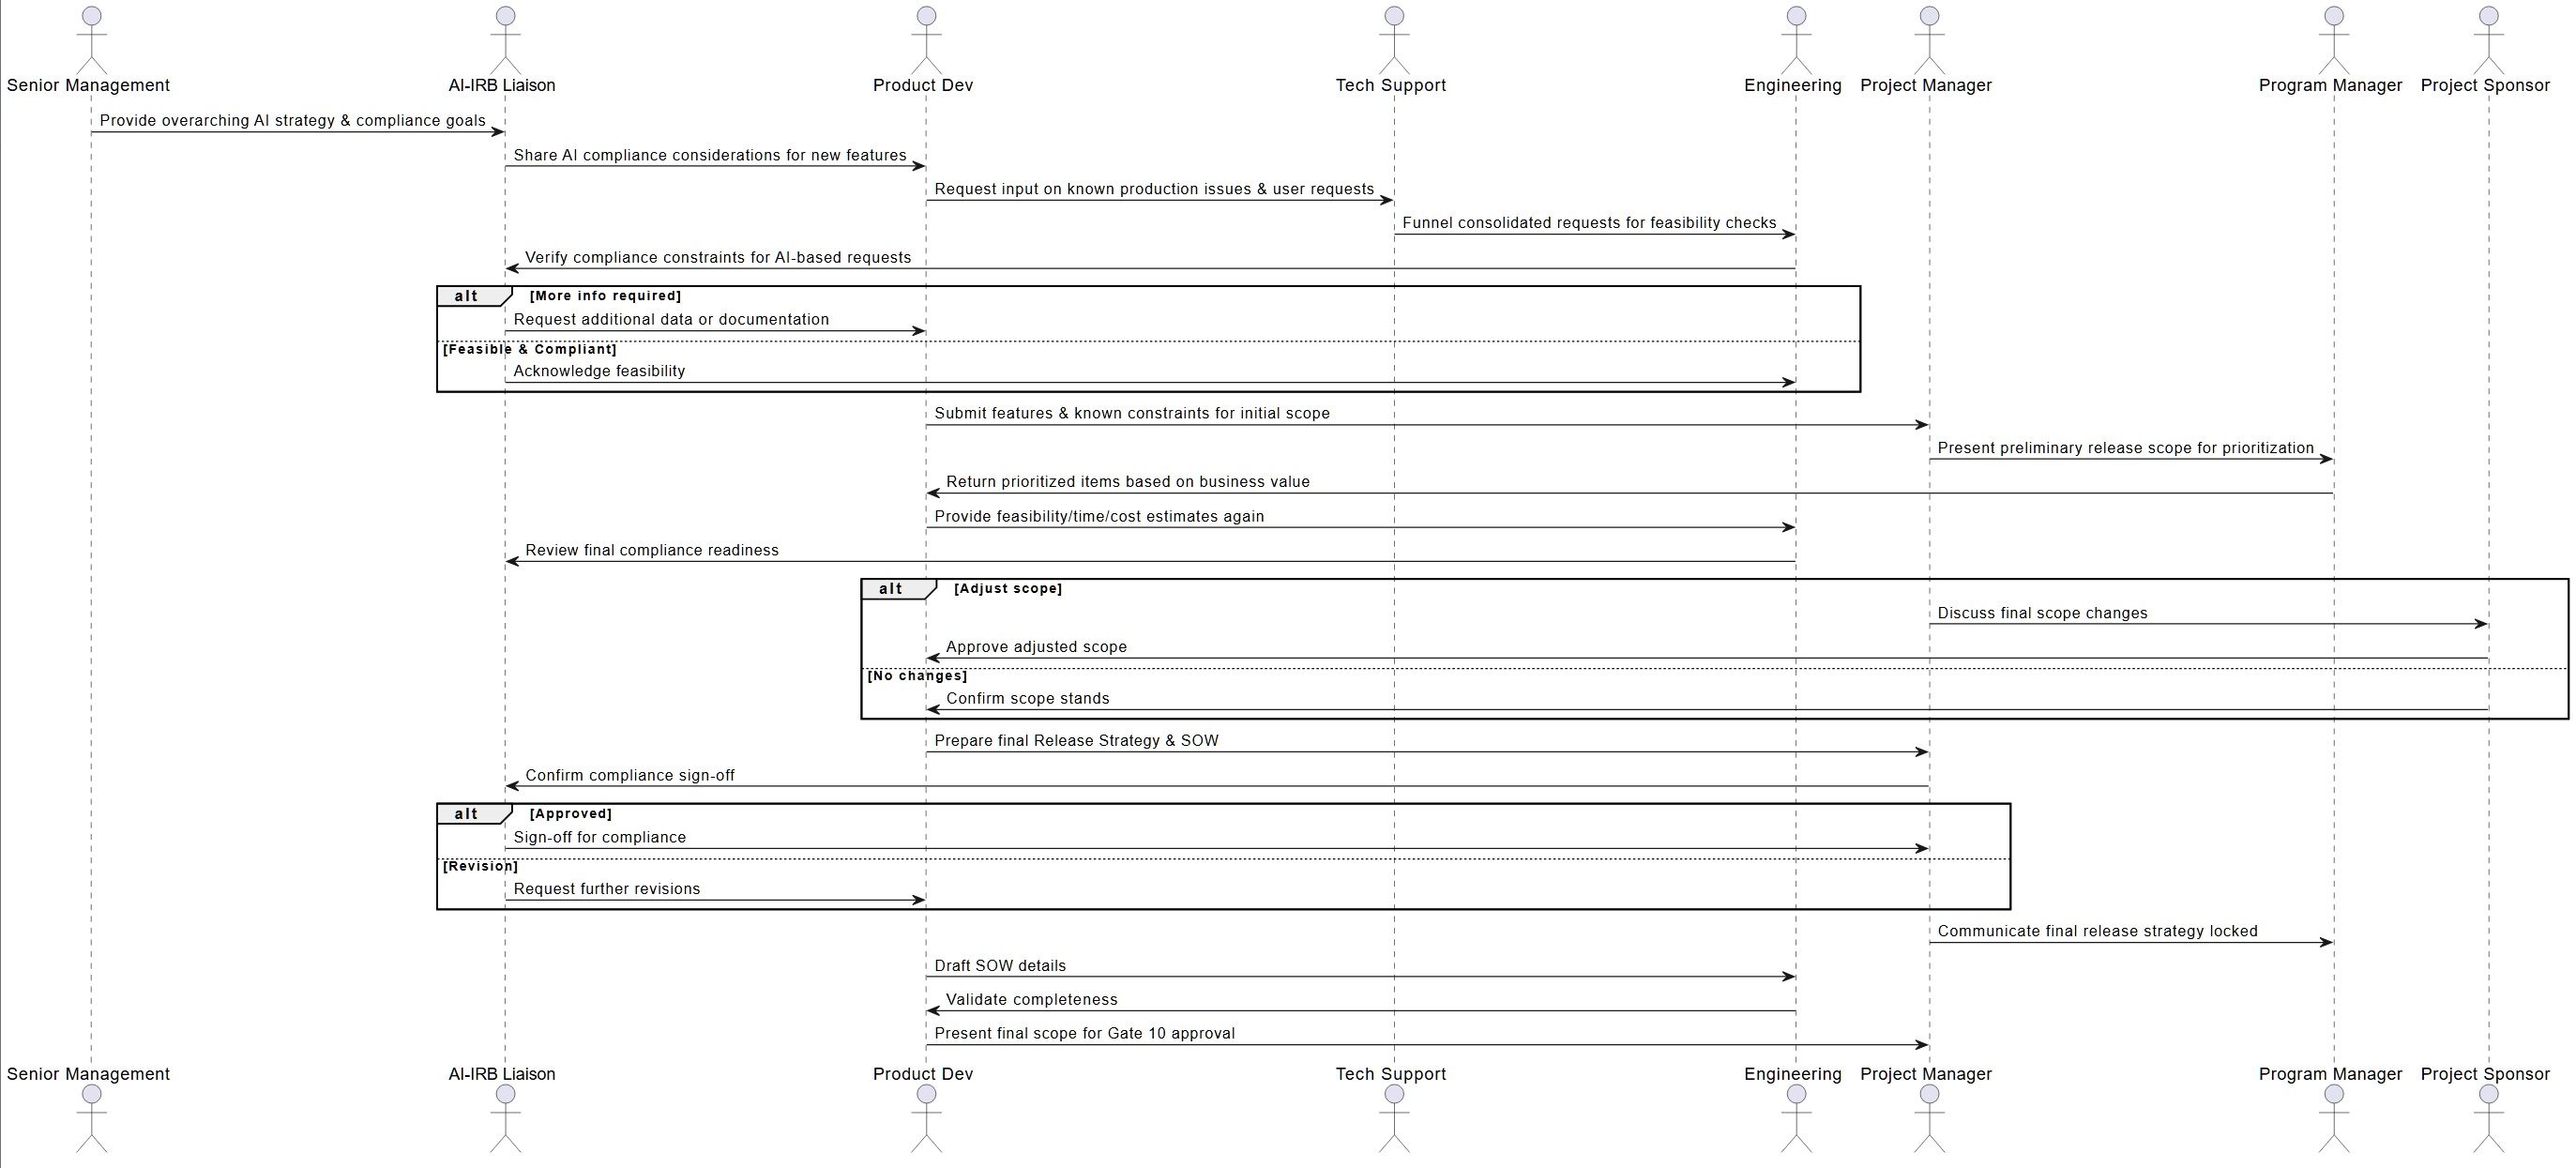 Senior Management
AI-IRB Liaison
Product Dev
Tech Support
Engineering
Project Manager
Program Manager
Project Sponsor
Provide overarching AI strategy & compliance goals
Share AI compliance considerations for new features
Request input on known production issues & user requests
Funnel consolidated requests for feasibility checks
Verify compliance constraints for AI-based requests
alt
[More info required]
Request additional data or documentation
[Feasible & Compliant]
Acknowledge feasibility
Submit features & known constraints for initial scope
Present preliminary release scope for prioritization
Return prioritized items based on business value
Provide feasibility/time/cost estimates again
Review final compliance readiness
alt
[Adjust scope]
Discuss final scope changes
Approve adjusted scope
[No changes]
Confirm scope stands
Prepare final Release Strategy & SOW
Confirm compliance sign-off
alt
[Approved]
Sign-off for compliance
[Revision]
Request further revisions
Communicate final release strategy locked
Draft SOW details
Validate completeness
Present final scope for Gate 10 approval
Senior Management
AI-IRB Liaison
Product Dev
Tech Support
Engineering
Project Manager
Program Manager
Project Sponsor